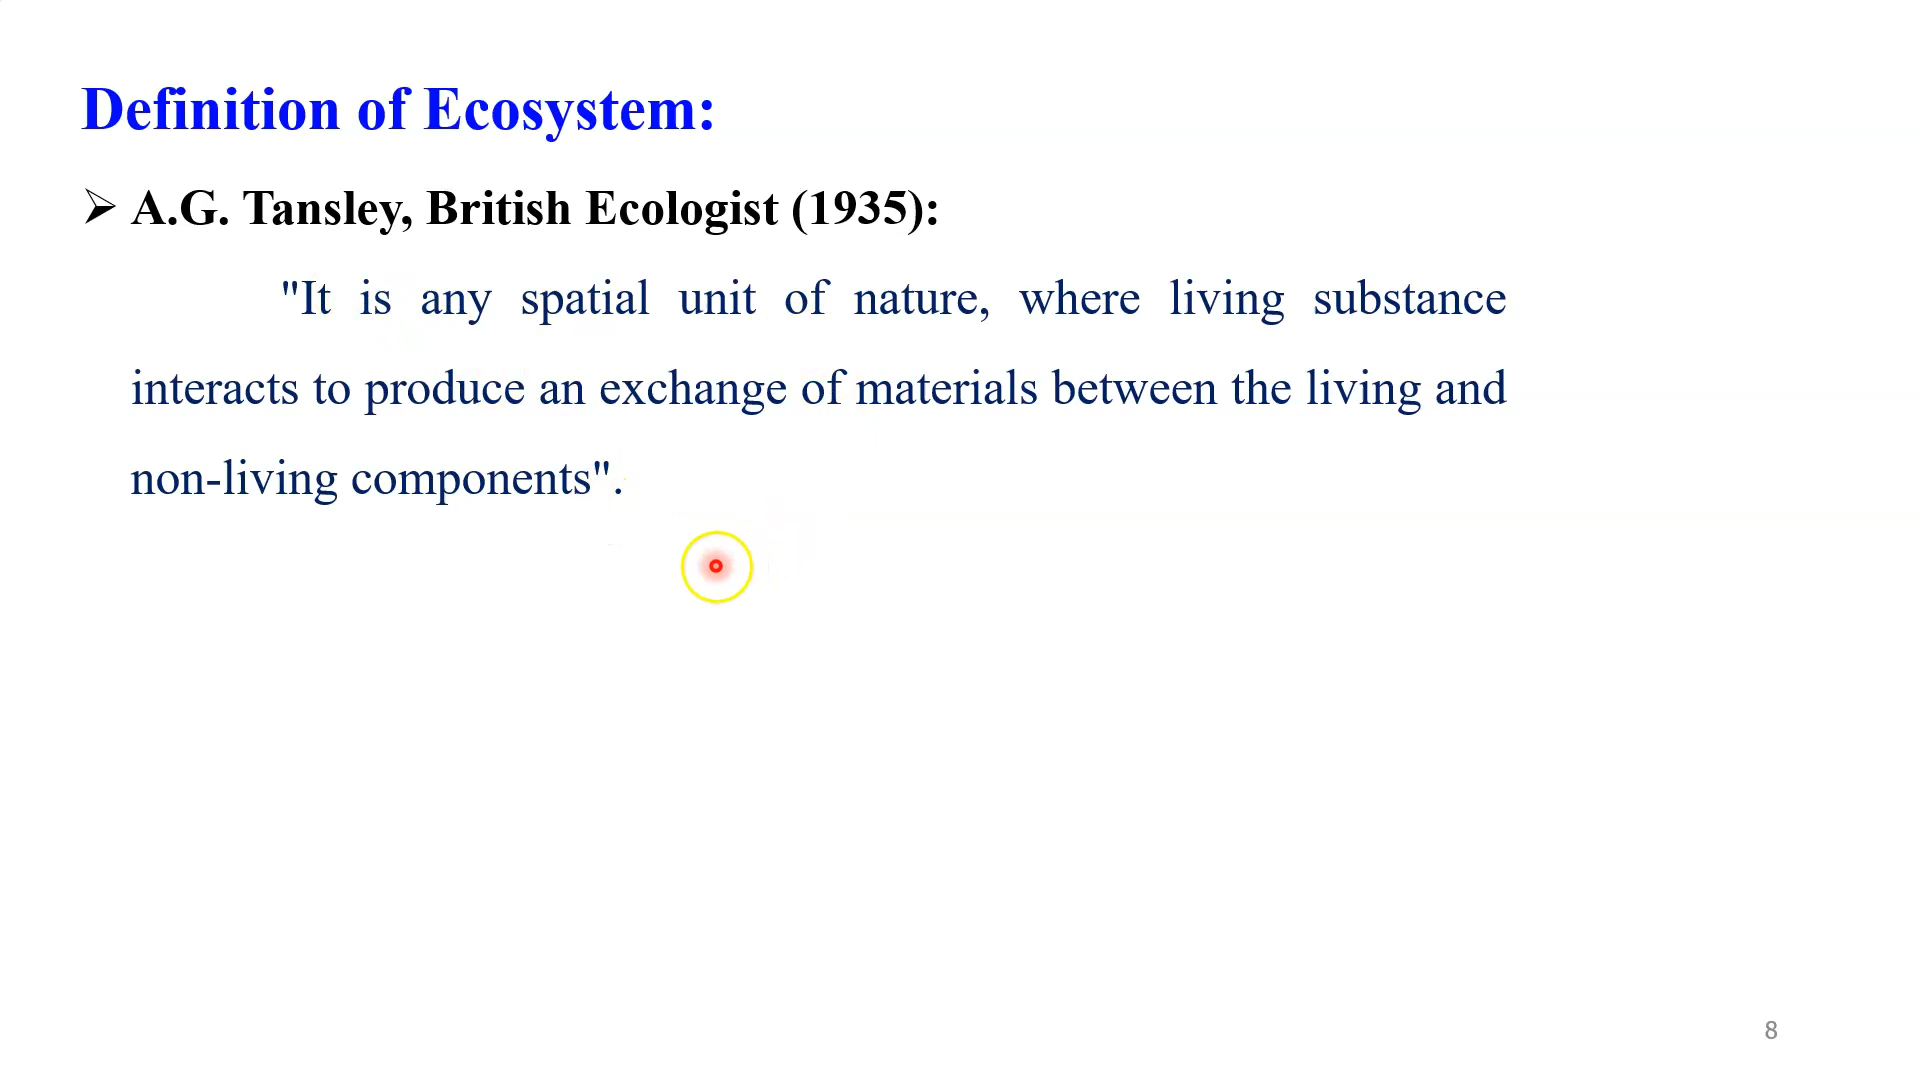 Definition of Ecosystem:
➢ A.G. Tansley, British Ecologist (1935):
"It is any spatial unit of nature, where living substance
interacts to produce an exchange of materials between the living and
non-living components".
8